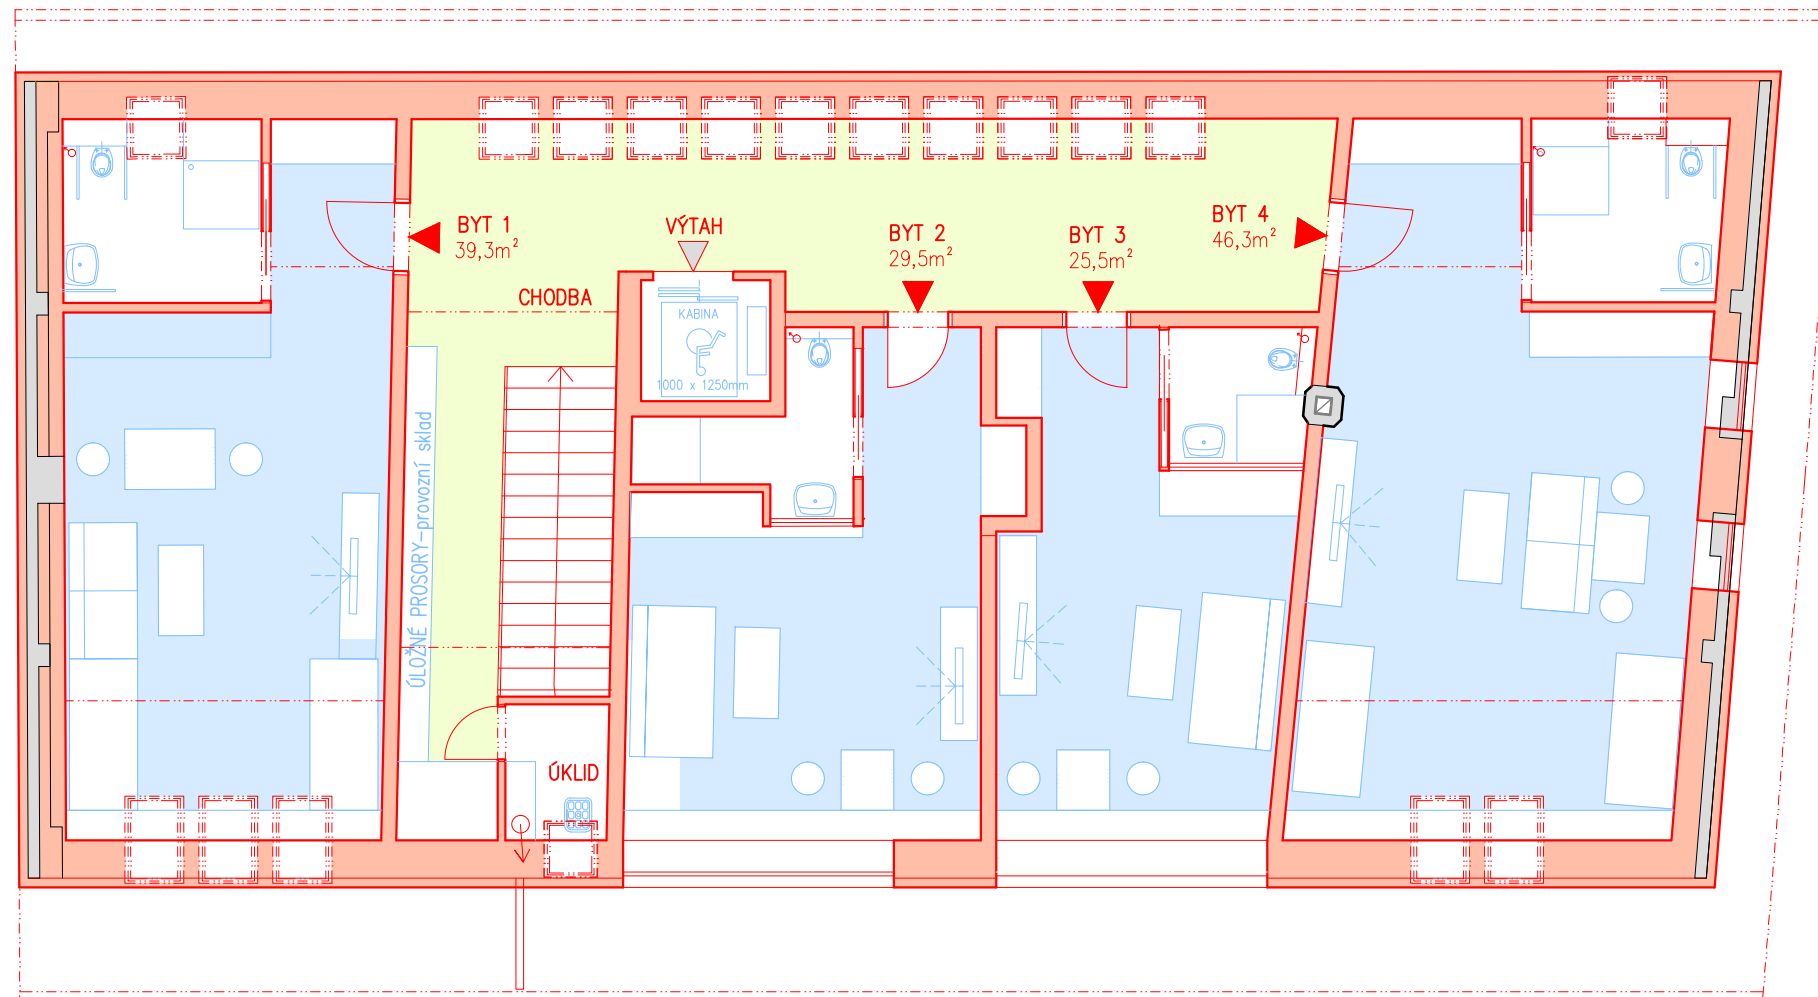 BYT 1
39,3m²
VÝTAH
BYT 2
29,5m²
BYT 3
25,5m²
BYT 4
46,3m²
CHODBA
KABINA
1000 x 1250mm
ÚLOŽNÉ PROSORY-provozní sklad
ÚKLID